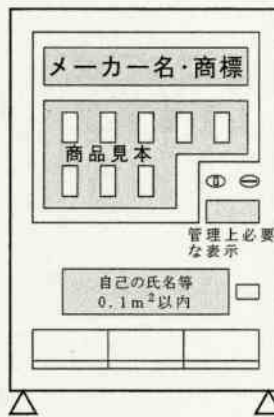 メーカー名・商標
商品見本
管理上必要
な表示
自己の氏名等
0.1m²以内